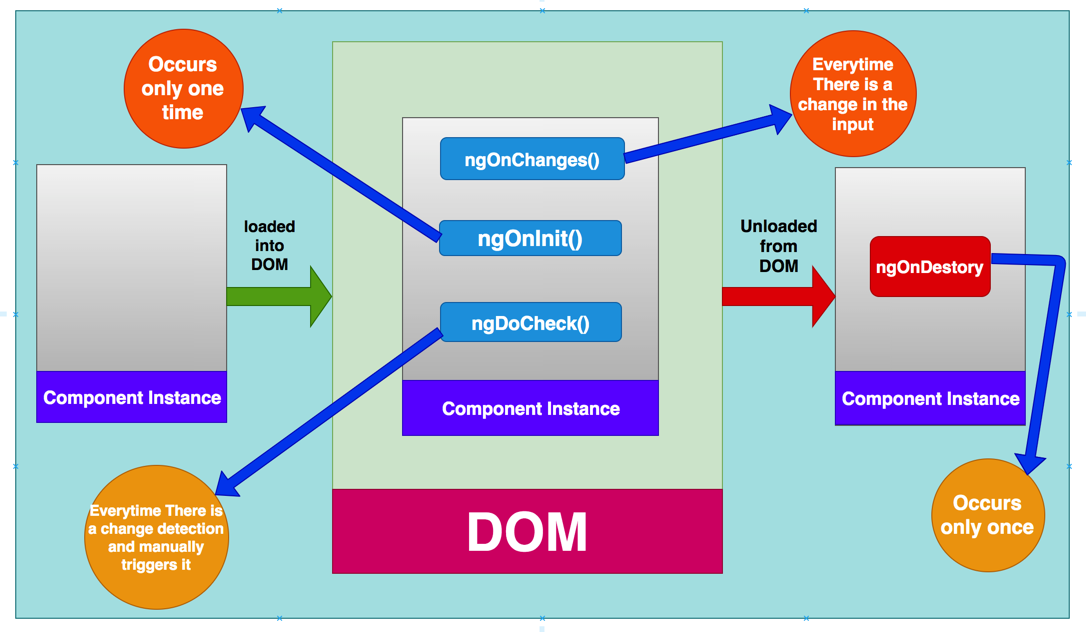 Occurs
only one
time
Everytime
There is a
change in the
input
ngOnChanges()
loaded
into
DOM
ngOnInit()
Unloaded
from
DOM
ngOnDestory
ngDoCheck()
Component Instance
Component Instance
Component Instance
Everytime There is
a change detection
and manually
triggers it
DOM
Occurs
only once